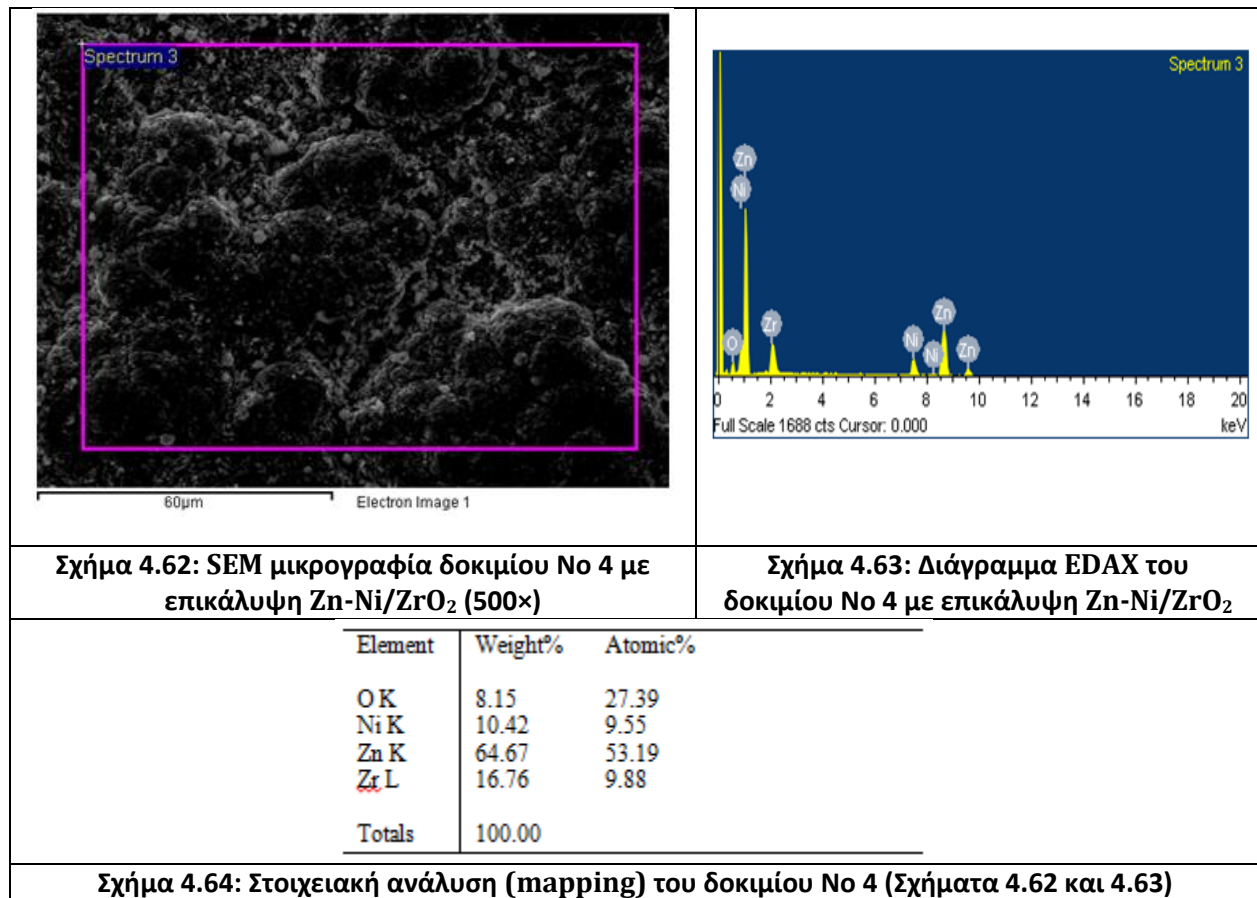 Spectrum 3
60μm Electron Image 1
Spectrum 3
Zn
Ni
O
Zr
Ni
Ni
Zn
Zn
0 2 4 6 8 10 12 14 16 18 20
Full Scale 1688 cts Cursor: 0.000 keV
Σχήμα 4.62: SEM μικρογραφία δοκιμίου Νο 4 με
επικάλυψη Zn-Ni/ZrO₂ (500×)
Σχήμα 4.63: Διάγραμμα EDAX του
δοκιμίου Νο 4 με επικάλυψη Zn-Ni/ZrO₂
Element Weight% Atomic%
O K 8.15 27.39
Ni K 10.42 9.55
Zn K 64.67 53.19
Zr L 16.76 9.88
Totals 100.00
Σχήμα 4.64: Στοιχειακή ανάλυση (mapping) του δοκιμίου Νο 4 (Σχήματα 4.62 και 4.63)